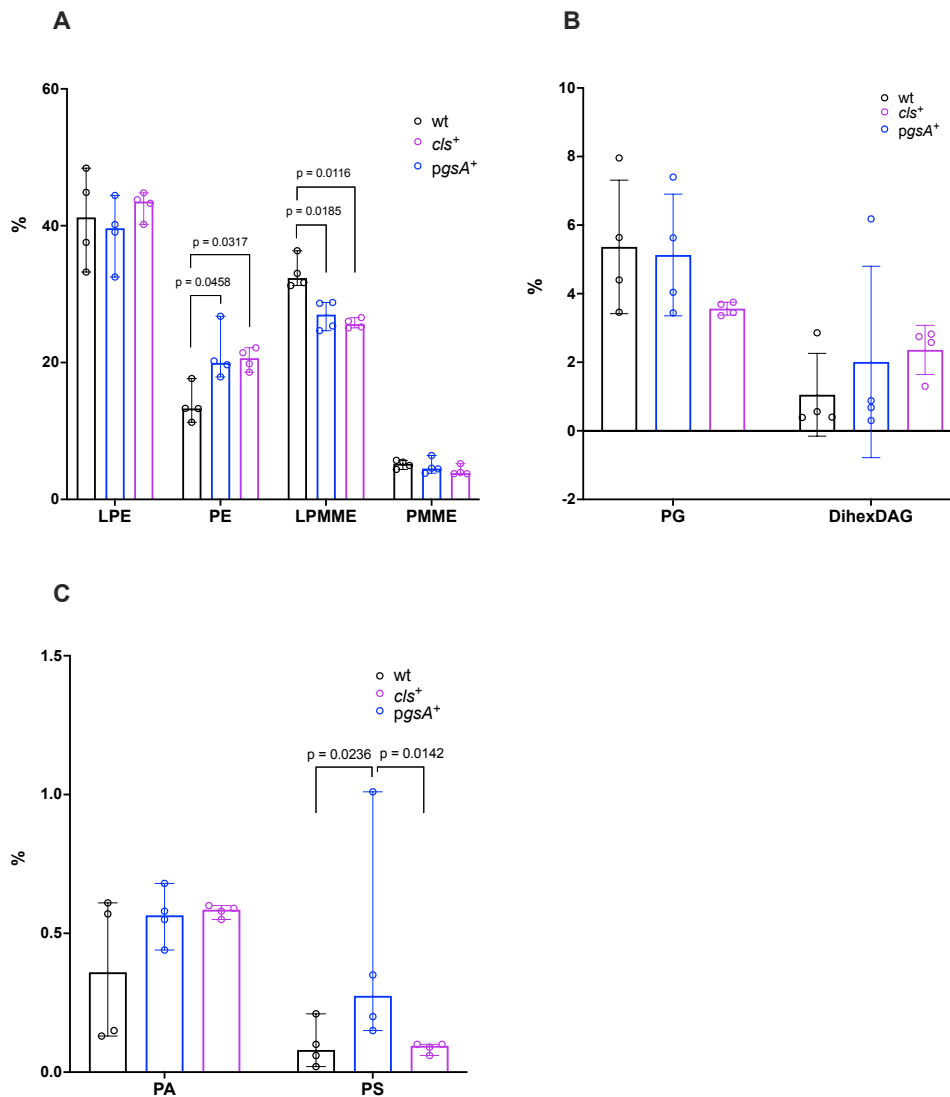 A
60
40
20
0
%
wt
cls+
pgsA+
p = 0.0116
p = 0.0185
p = 0.0317
p = 0.0458
LPE PE LPMME PMME
B
10
8
6
4
2
0
-2
%
wt
cls+
pgsA+
PG DihexDAG
C
1.5
1.0
0.5
0.0
%
wt
cls+
pgsA+
p = 0.0236 p = 0.0142
PA PS